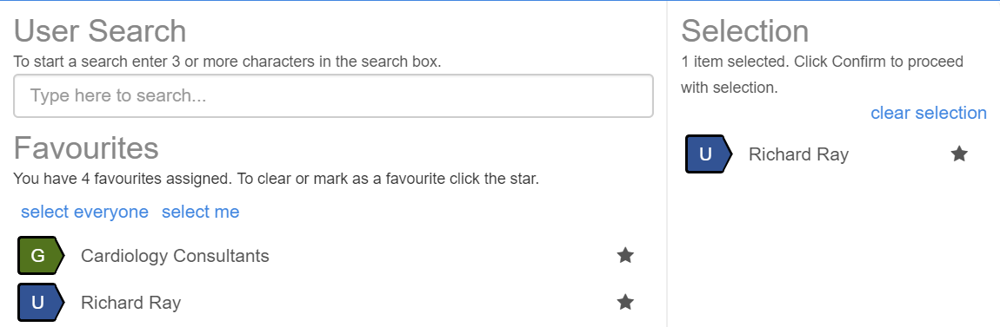 User Search
To start a search enter 3 or more characters in the search box.
Type here to search...
Favourites
You have 4 favourites assigned. To clear or mark as a favourite click the star.
select everyone select me
G Cardiology Consultants
U Richard Ray
Selection
1 item selected. Click Confirm to proceed
with selection.
clear selection
U Richard Ray